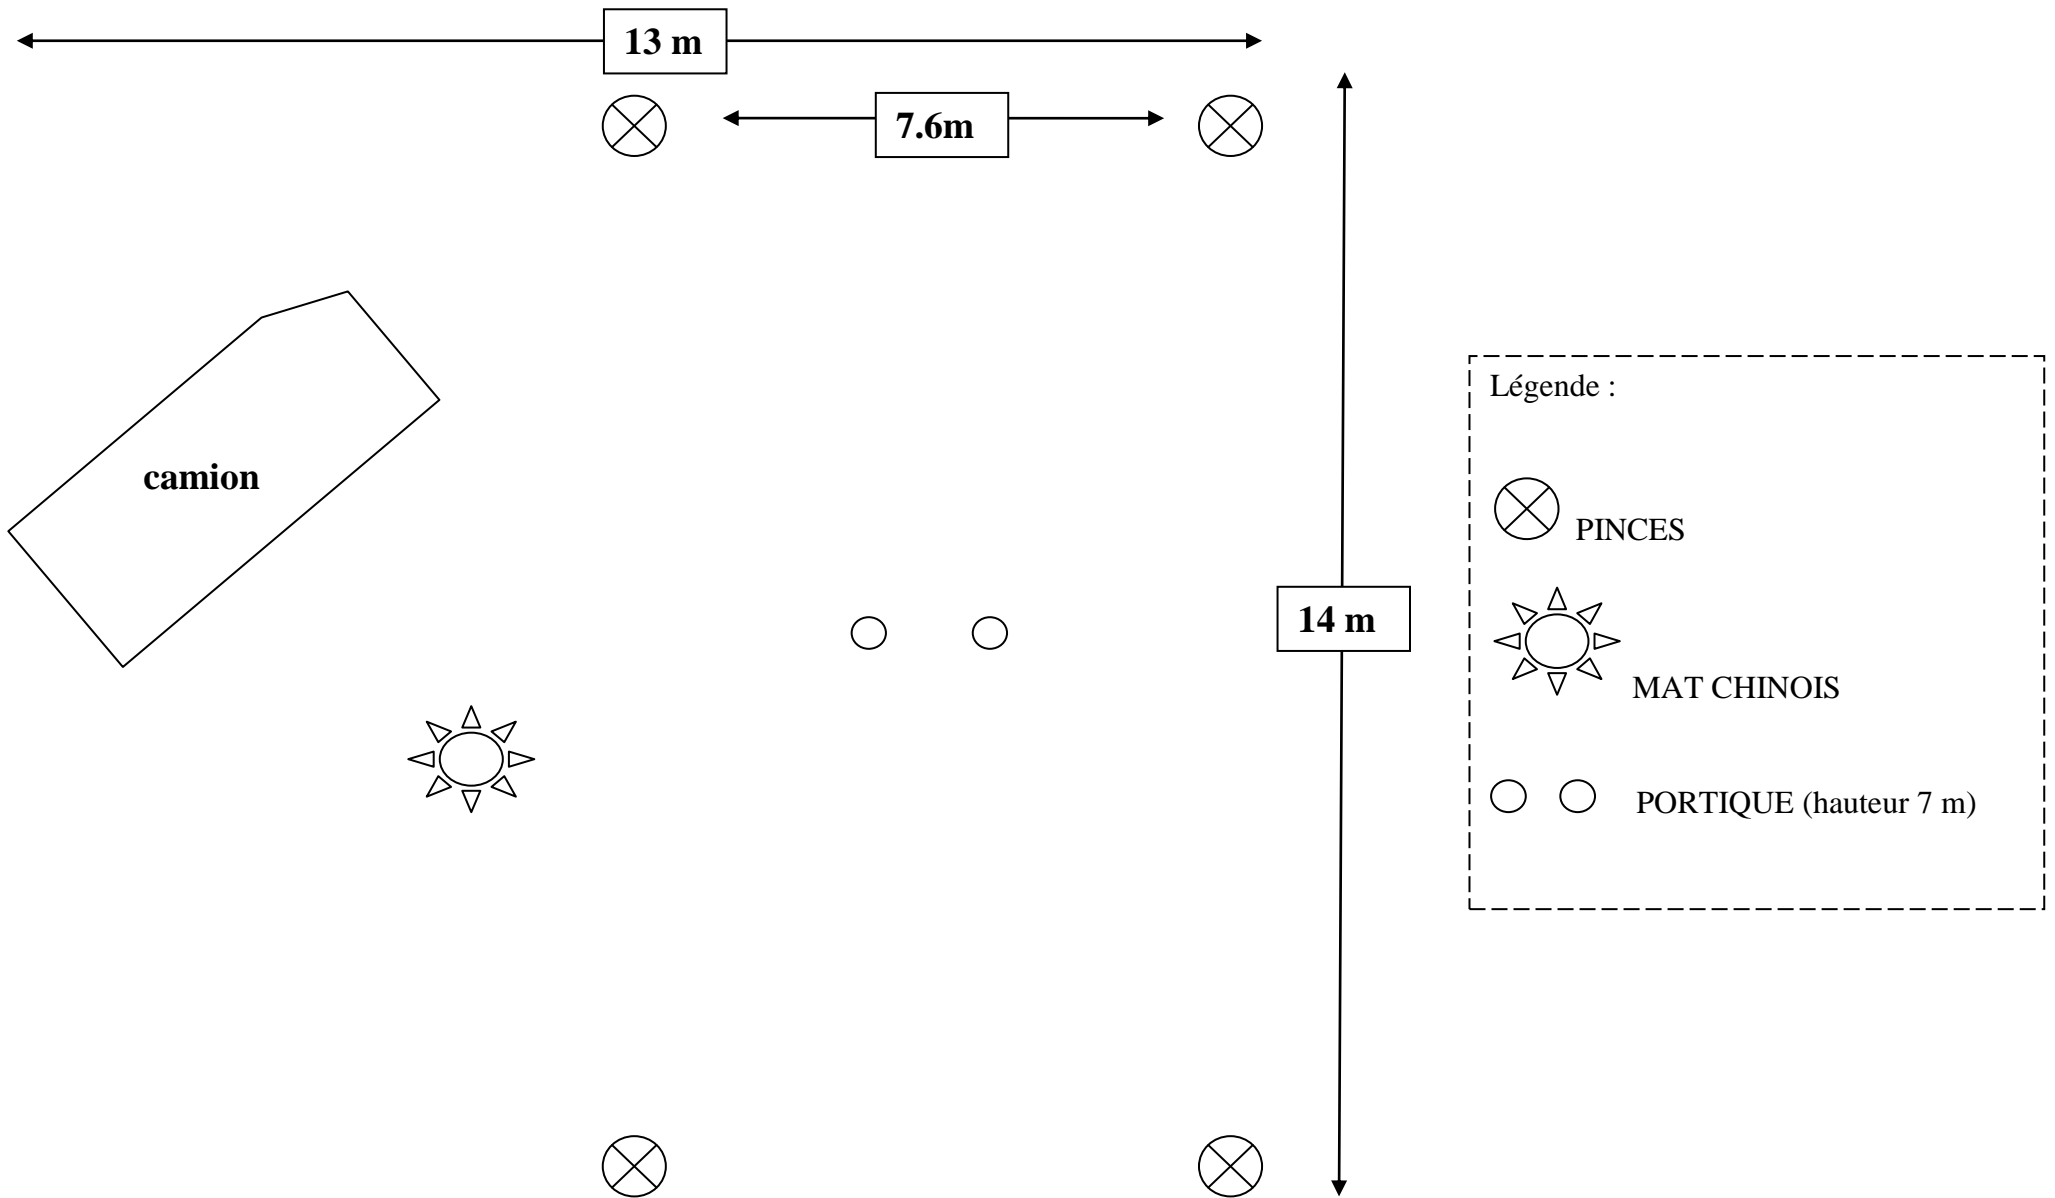 13 m
7.6m
camion
14 m
Légende :
PINCES
MAT CHINOIS
PORTIQUE (hauteur 7 m)